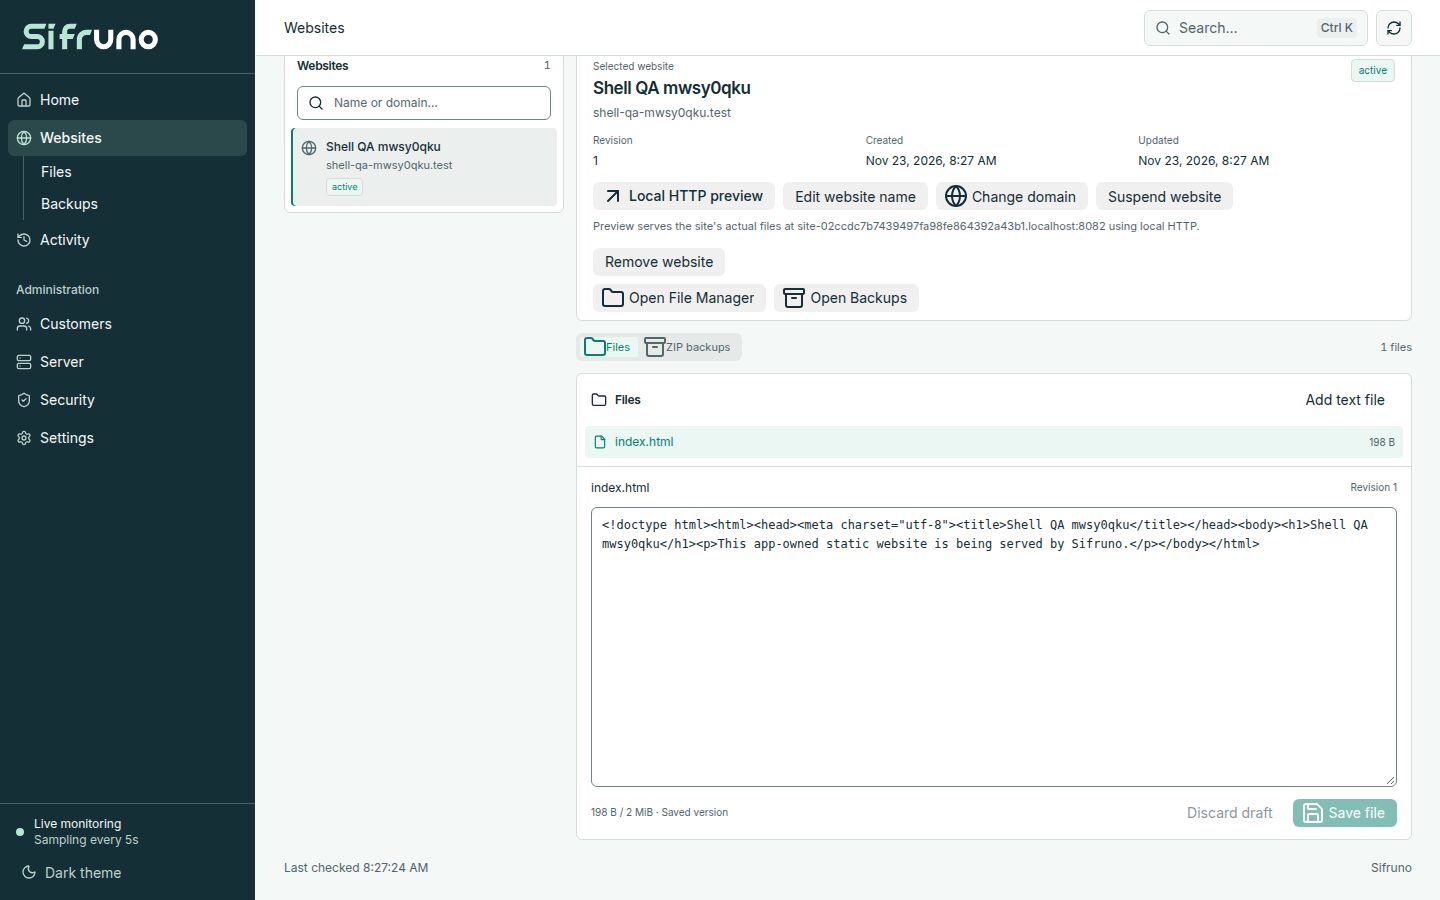 Sifruno
Home
Websites
Files
Backups
Activity
Administration
Customers
Server
Security
Settings
Live monitoring
Sampling every 5s
Dark theme
Websites
Search...
Ctrl K
Websites
1
Name or domain...
Shell QA mwsy0qku
shell-qa-mwsy0qku.test
active
Selected website
active
Shell QA mwsy0qku
shell-qa-mwsy0qku.test
Revision
Created
Updated
1
Nov 23, 2026, 8:27 AM
Nov 23, 2026, 8:27 AM
Local HTTP preview
Edit website name
Change domain
Suspend website
Preview serves the site's actual files at site-02ccdc7b7439497fa98fe864392a43b1.localhost:8082 using local HTTP.
Remove website
Open File Manager
Open Backups
Files
ZIP backups
1 files
Files
Add text file
index.html
198 B
index.html
Revision 1
<!doctype html><html><head><meta charset="utf-8"><title>Shell QA mwsy0qku</title></head><body><h1>Shell QA
mwsy0qku</h1><p>This app-owned static website is being served by Sifruno.</p></body></html>
198 B / 2 MiB · Saved version
Discard draft
Save file
Last checked 8:27:24 AM
Sifruno